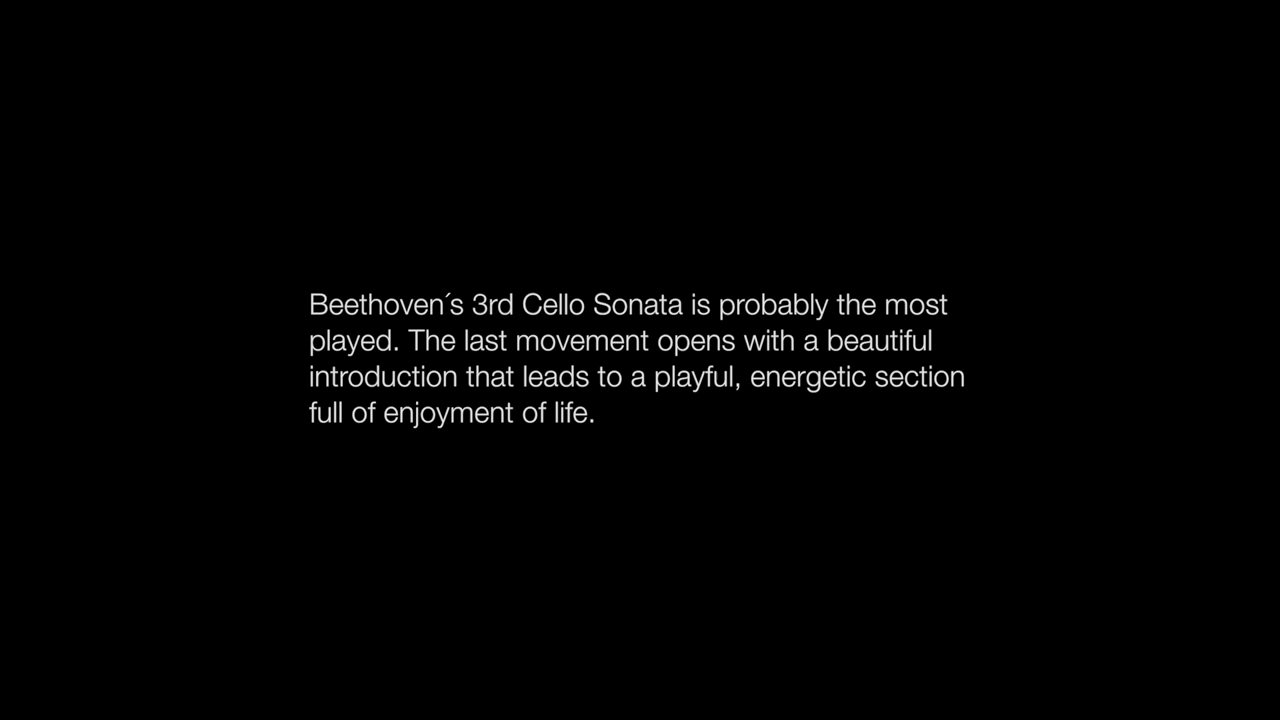 Beethoven´s 3rd Cello Sonata is probably the most
played. The last movement opens with a beautiful
introduction that leads to a playful, energetic section
full of enjoyment of life.